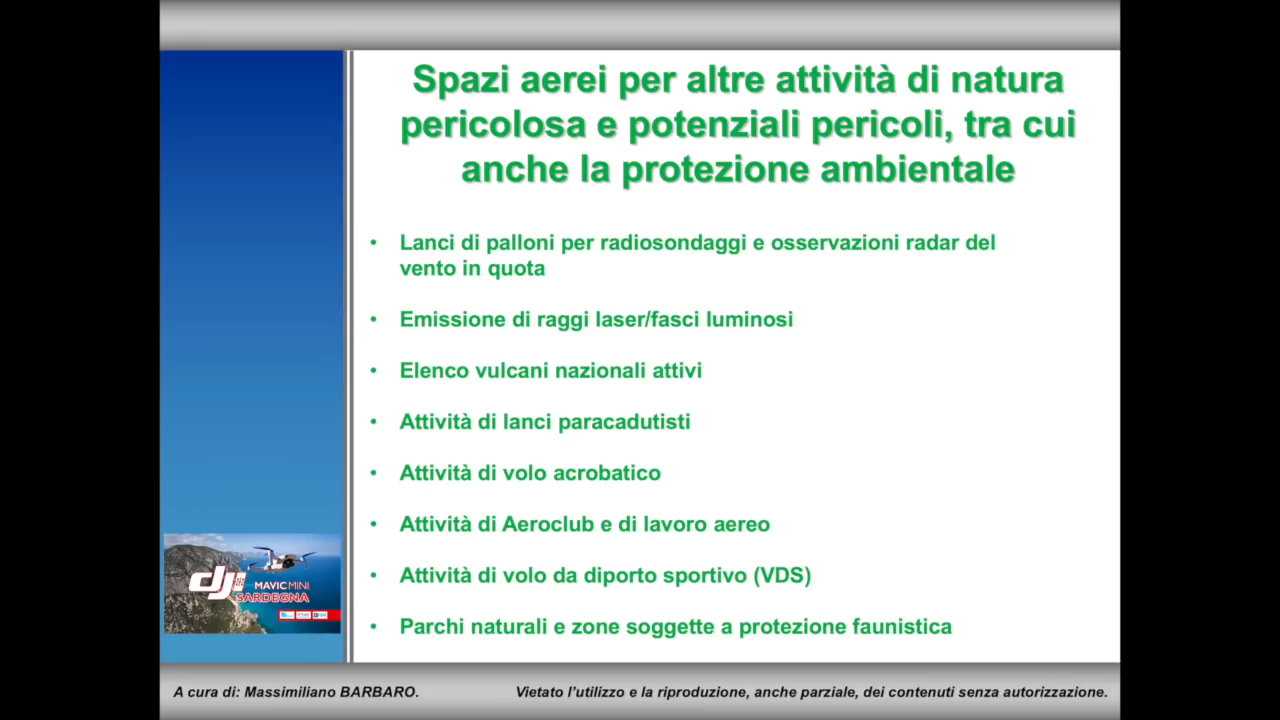 Spazi aerei per altre attività di natura
pericolosa e potenziali pericoli, tra cui
anche la protezione ambientale
• Lanci di palloni per radiosondaggi e osservazioni radar del
vento in quota
• Emissione di raggi laser/fasci luminosi
• Elenco vulcani nazionali attivi
• Attività di lanci paracadutisti
• Attività di volo acrobatico
• Attività di Aeroclub e di lavoro aereo
• Attività di volo da diporto sportivo (VDS)
• Parchi naturali e zone soggette a protezione faunistica
dji
MAVIC MINI
SARDEGNA
A cura di: Massimiliano BARBARO.
Vietato l'utilizzo e la riproduzione, anche parziale, dei contenuti senza autorizzazione.